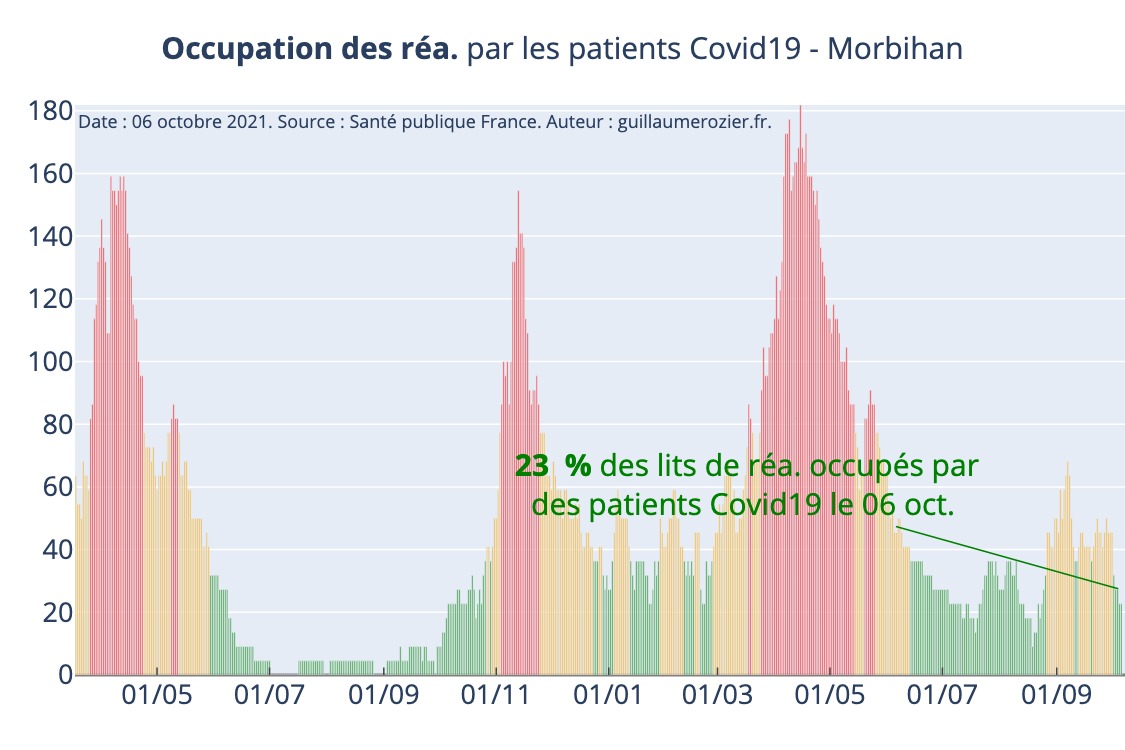 Occupation des réa. par les patients Covid19 - Morbihan
180
Date : 06 octobre 2021. Source : Santé publique France. Auteur : guillaumerozier.fr.
160
140
120
100
80
23 % des lits de réa. occupés par
60
des patients Covid19 le 06 oct.
40
20
0
01/05 01/07 01/09 01/11 01/01 01/03 01/05 01/07 01/09